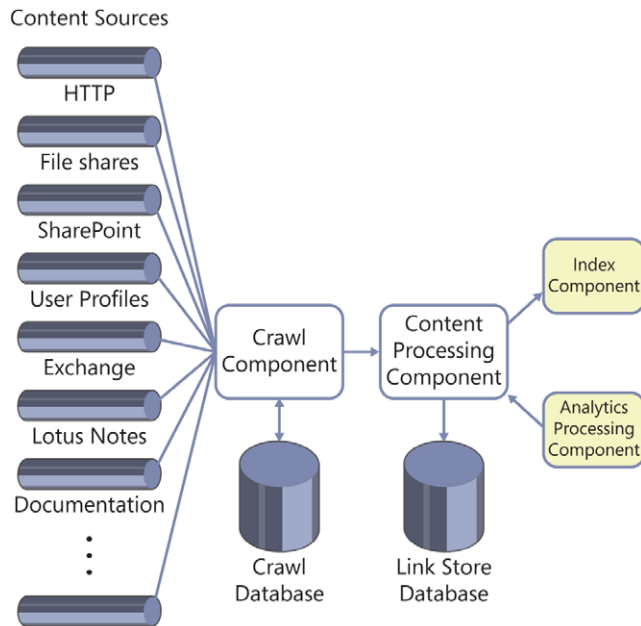 Content Sources
HTTP
File shares
SharePoint
User Profiles
Exchange
Lotus Notes
Documentation
Crawl
Component
Content
Processing
Component
Index
Component
Analytics
Processing
Component
Crawl
Database
Link Store
Database